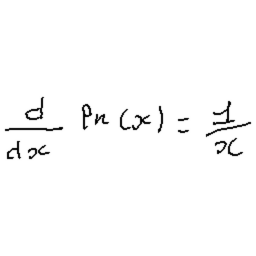 d/dx ln(x) = 1/x